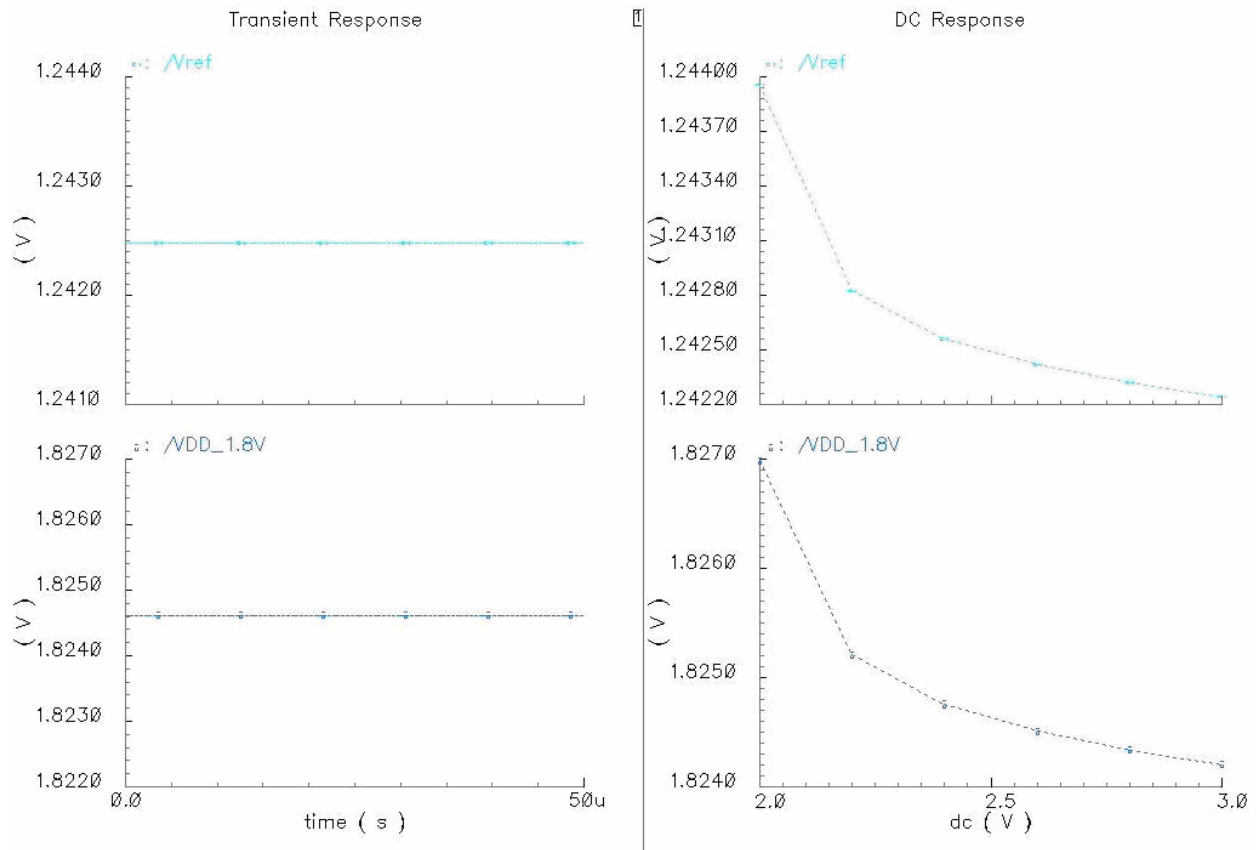 Transient Response
1
DC Response
: /Vref
1.2440
1.2430
1.2420
1.2410
( V )
: /Vref
1.24400
1.24370
1.24340
1.24310
1.24280
1.24250
1.24220
( V )
: /VDD_1.8V
1.8270
1.8260
1.8250
1.8240
1.8230
1.8220
( V )
0.0
50u
time ( s )
: /VDD_1.8V
1.8270
1.8260
1.8250
1.8240
( V )
2.0
2.5
3.0
dc ( V )